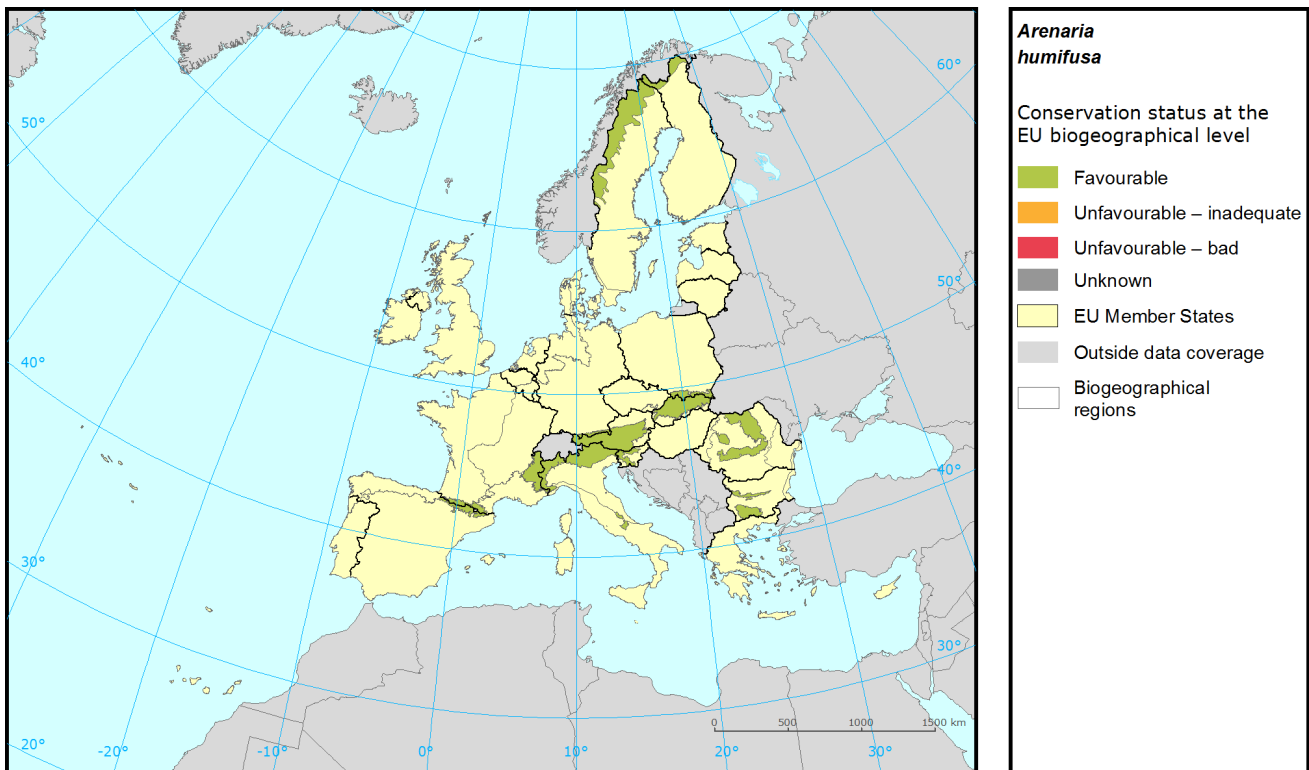 Arenaria
humifusa
Conservation status at the
EU biogeographical level
Favourable
Unfavourable – inadequate
Unfavourable – bad
Unknown
EU Member States
Outside data coverage
Biogeographical
regions
60°
50°
50°
40°
40°
30°
30°
20°
-20°
-10°
0°
10°
30°
0 500 1000 1500 km